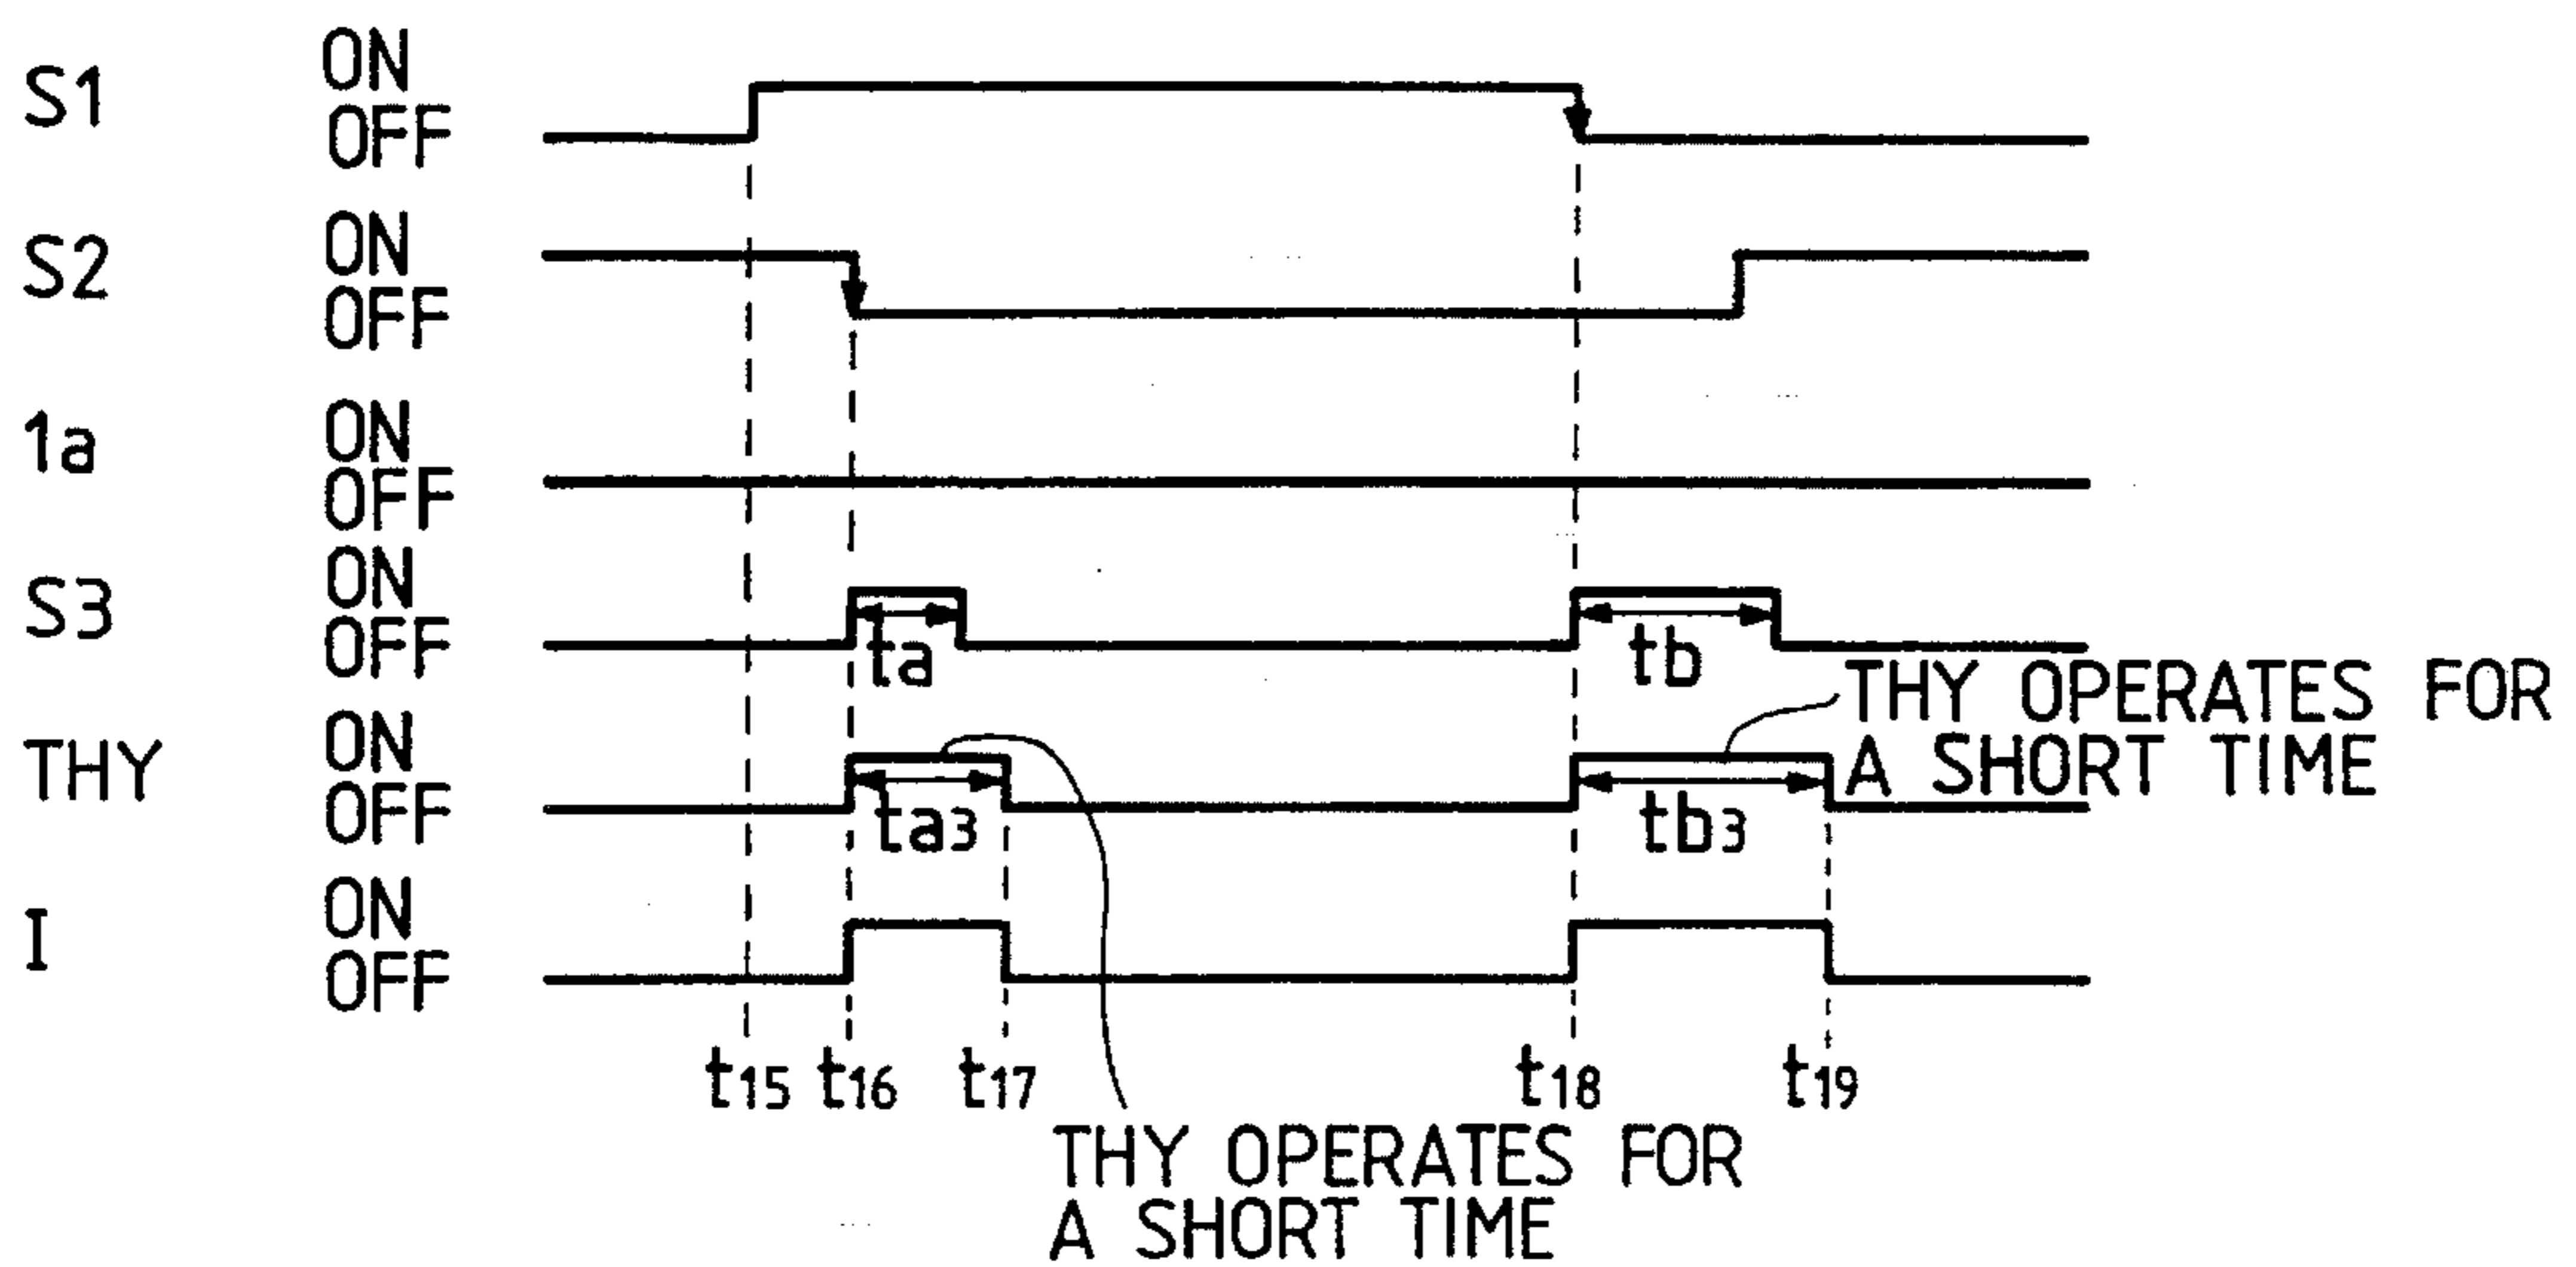 S1 ON
OFF
S2 ON
OFF
1a ON
OFF
S3 ON
OFF
ta tb
THY OPERATES FOR
A SHORT TIME
THY ON
OFF
ta3 tb3
I ON
OFF
t15 t16 t17 t18 t19
THY OPERATES FOR
A SHORT TIME